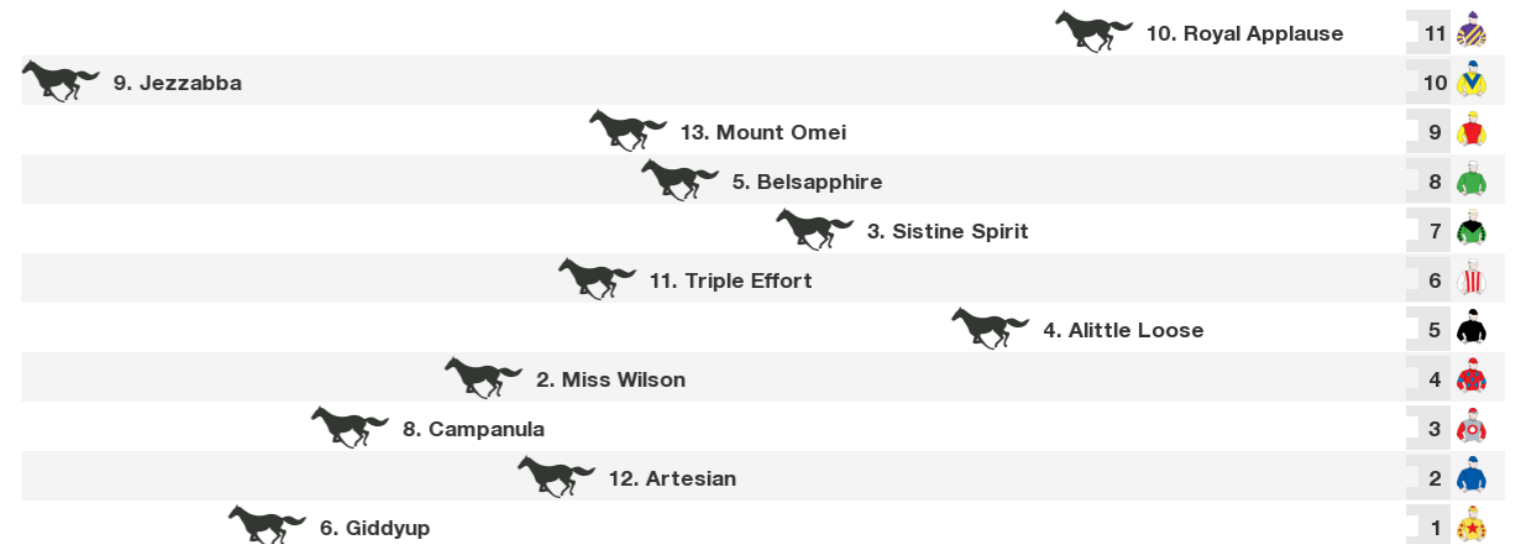 10. Royal Applause 11
9. Jezzabba 10
13. Mount Omei 9
5. Belsapphire 8
3. Sistine Spirit 7
11. Triple Effort 6
4. Alittle Loose 5
2. Miss Wilson 4
8. Campanula 3
12. Artesian 2
6. Giddyup 1